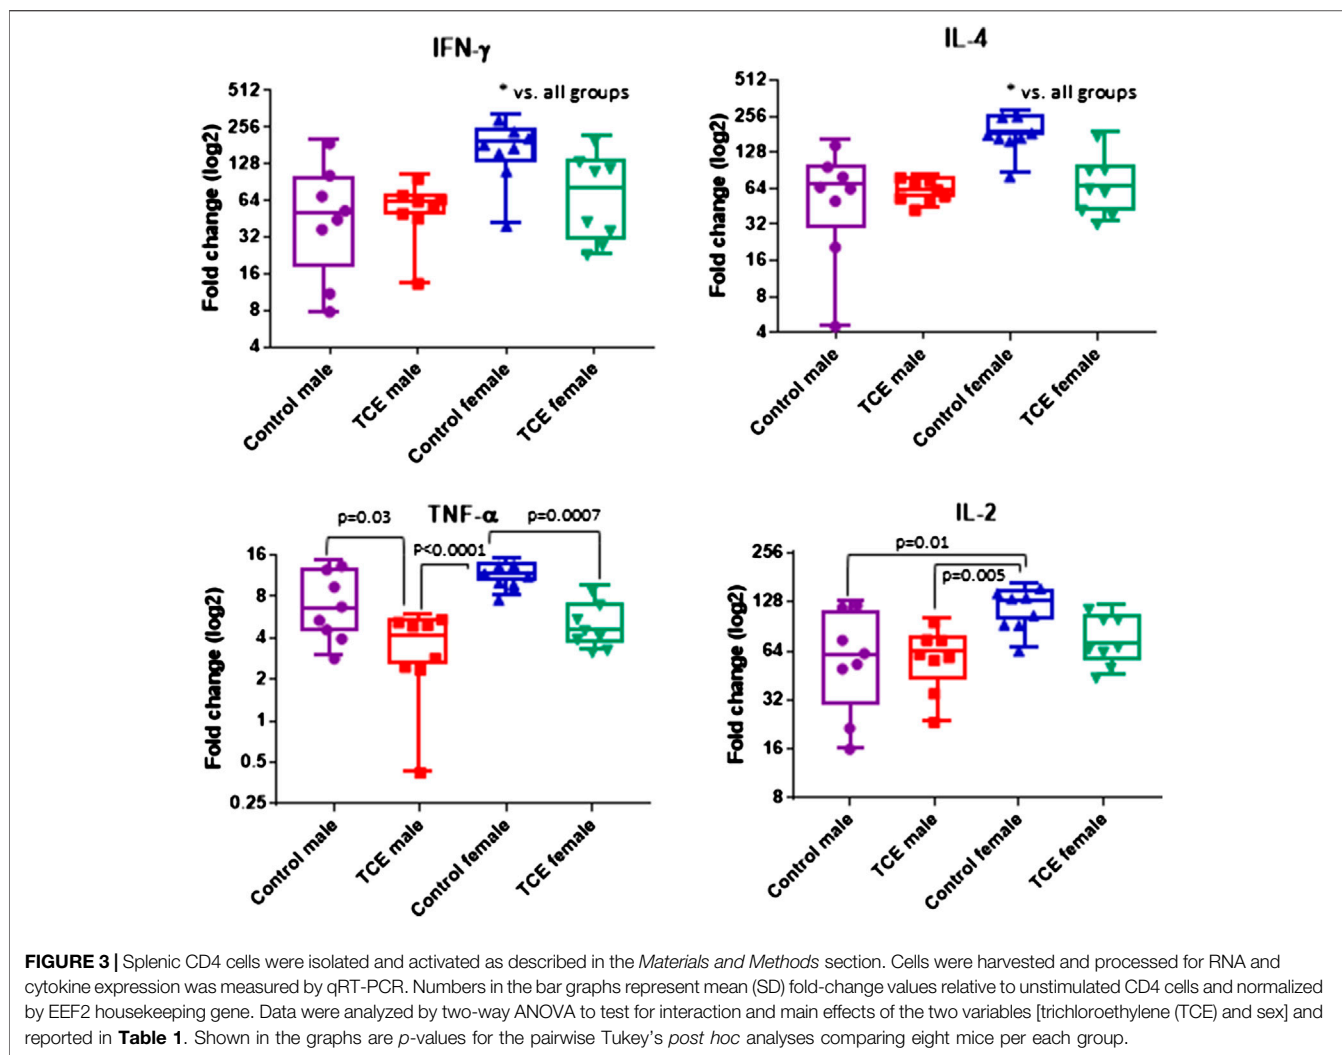 IFN-γ
* vs. all groups
Fold change (log2)
512
256
128
64
32
16
8
4
Control male
TCE male
Control female
TCE female
IL-4
* vs. all groups
Fold change (log2)
512
256
128
64
32
16
8
4
Control male
TCE male
Control female
TCE female
TNF-α
p=0.03
p<0.0001
p=0.0007
Fold change (log2)
16
8
4
2
1
0.5
0.25
Control male
TCE male
Control female
TCE female
IL-2
p=0.01
p=0.005
Fold change (log2)
256
128
64
32
16
8
Control male
TCE male
Control female
TCE female
FIGURE 3 | Splenic CD4 cells were isolated and activated as described in the Materials and Methods section. Cells were harvested and processed for RNA and
cytokine expression was measured by qRT-PCR. Numbers in the bar graphs represent mean (SD) fold-change values relative to unstimulated CD4 cells and normalized
by EEF2 housekeeping gene. Data were analyzed by two-way ANOVA to test for interaction and main effects of the two variables [trichloroethylene (TCE) and sex] and
reported in Table 1. Shown in the graphs are p-values for the pairwise Tukey's post hoc analyses comparing eight mice per each group.